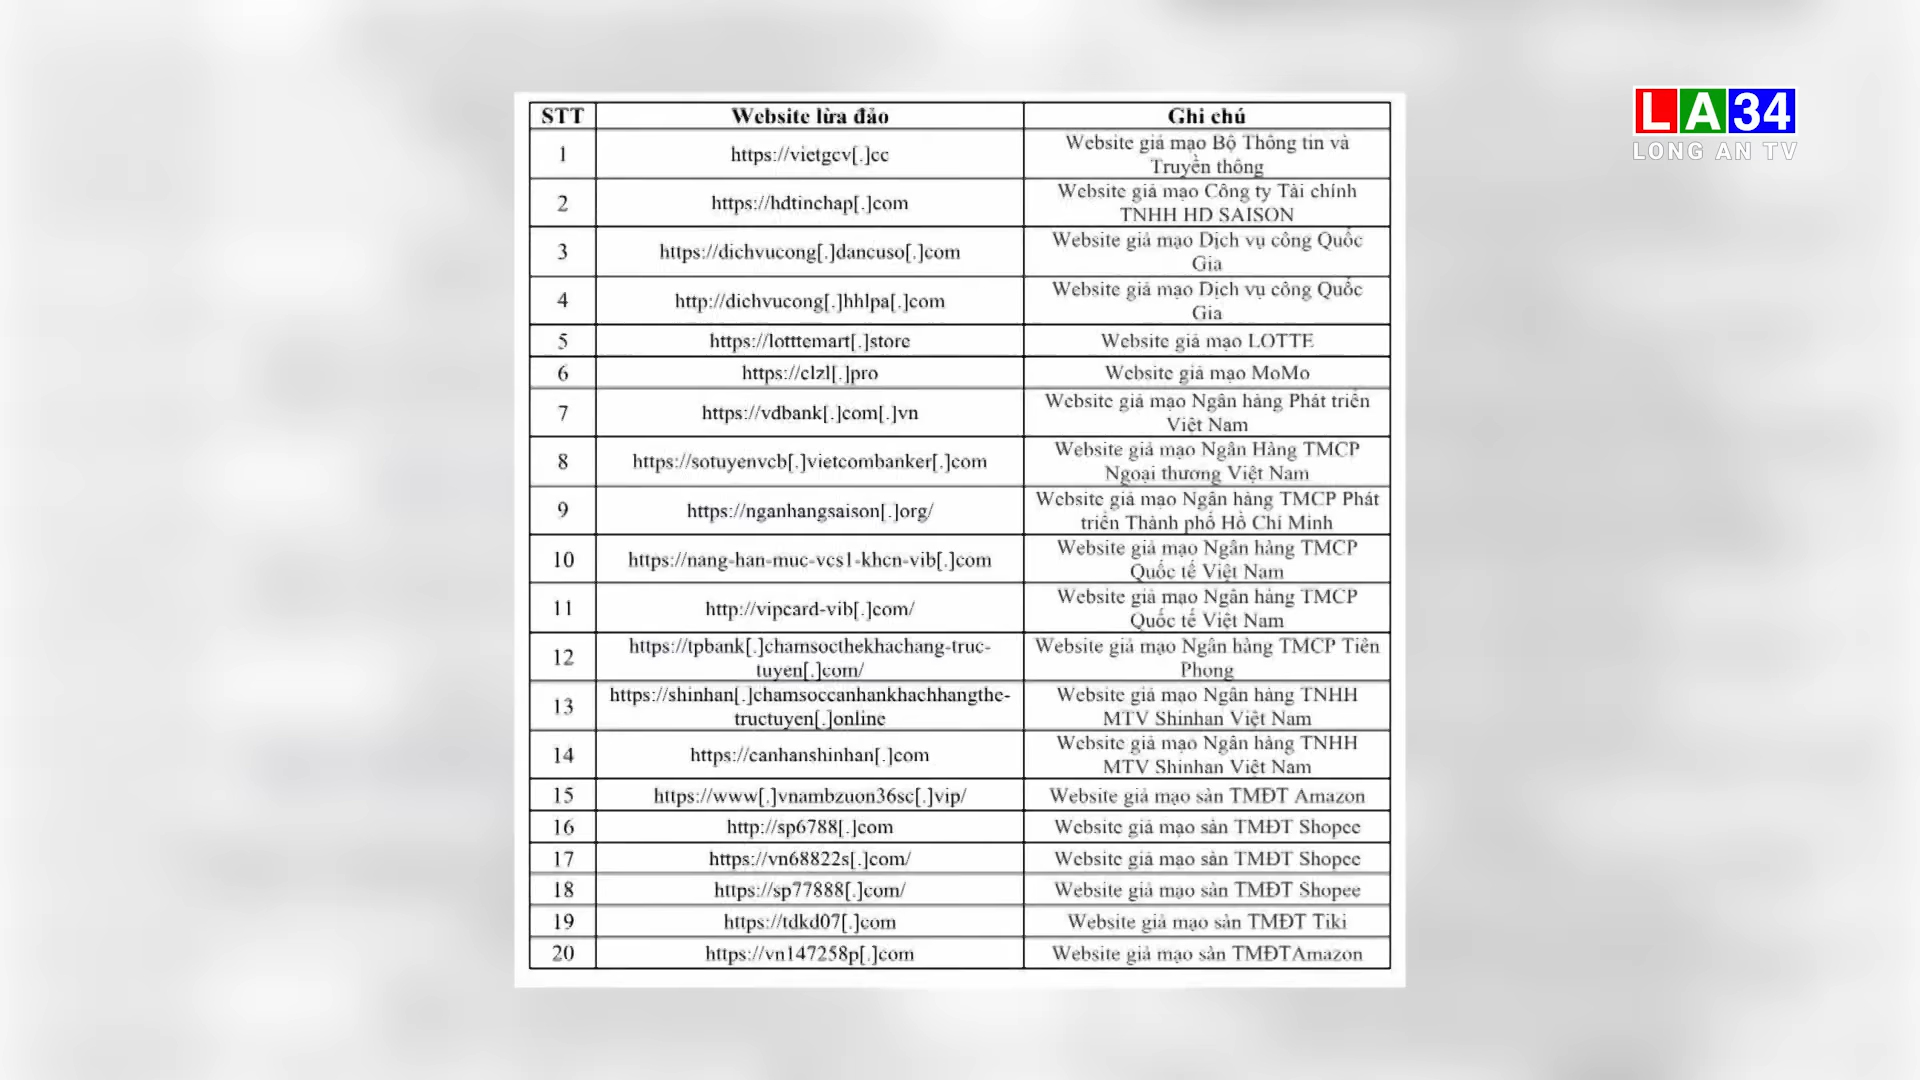 LA34
LONG AN TV
STT Website lừa đảo Ghi chú
1 https://vietgcv[.]cc Website giả mạo Bộ Thông tin và
Truyền thông
2 https://hdtinchap[.]com Website giả mạo Công ty Tài chính
TNHH HD SAISON
3 https://dichvucong[.]dancuso[.]com Website giả mạo Dịch vụ công Quốc
Gia
4 http://dichvucong[.]hhlpa[.]com Website giả mạo Dịch vụ công Quốc
Gia
5 https://lotttemart[.]store Website giả mạo LOTTE
6 https://clzl[.]pro Website giả mạo MoMo
7 https://vdbank[.]com[.]vn Website giả mạo Ngân hàng Phát triển
Việt Nam
8 https://sotuyenvcb[.]vietcombanker[.]com Website giả mạo Ngân Hàng TMCP
Ngoại thương Việt Nam
9 https://nganhangsaison[.]org/ Website giả mạo Ngân hàng TMCP Phát
triển Thành phố Hồ Chí Minh
10 https://nang-han-muc-vcs1-khcn-vib[.]com Website giả mạo Ngân hàng TMCP
Quốc tế Việt Nam
11 http://vipcard-vib[.]com/ Website giả mạo Ngân hàng TMCP
Quốc tế Việt Nam
12 https://tpbank[.]chamsocthekhachang-truc-
tuyen[.]com/ Website giả mạo Ngân hàng TMCP Tiên
Phong
13 https://shinhan[.]chamsoccanhankhachhangthe-
tructuyen[.]online Website giả mạo Ngân hàng TNHH
MTV Shinhan Việt Nam
14 https://canhanshinhan[.]com Website giả mạo Ngân hàng TNHH
MTV Shinhan Việt Nam
15 https://www[.]vnambzuon36sc[.]vip/ Website giả mạo sàn TMĐT Amazon
16 http://sp6788[.]com Website giả mạo sàn TMĐT Shopee
17 https://vn68822s[.]com/ Website giả mạo sàn TMĐT Shopee
18 https://sp77888[.]com/ Website giả mạo sàn TMĐT Shopee
19 https://tdkd07[.]com Website giả mạo sàn TMĐT Tiki
20 https://vn147258p[.]com Website giả mạo sàn TMĐTAmazon